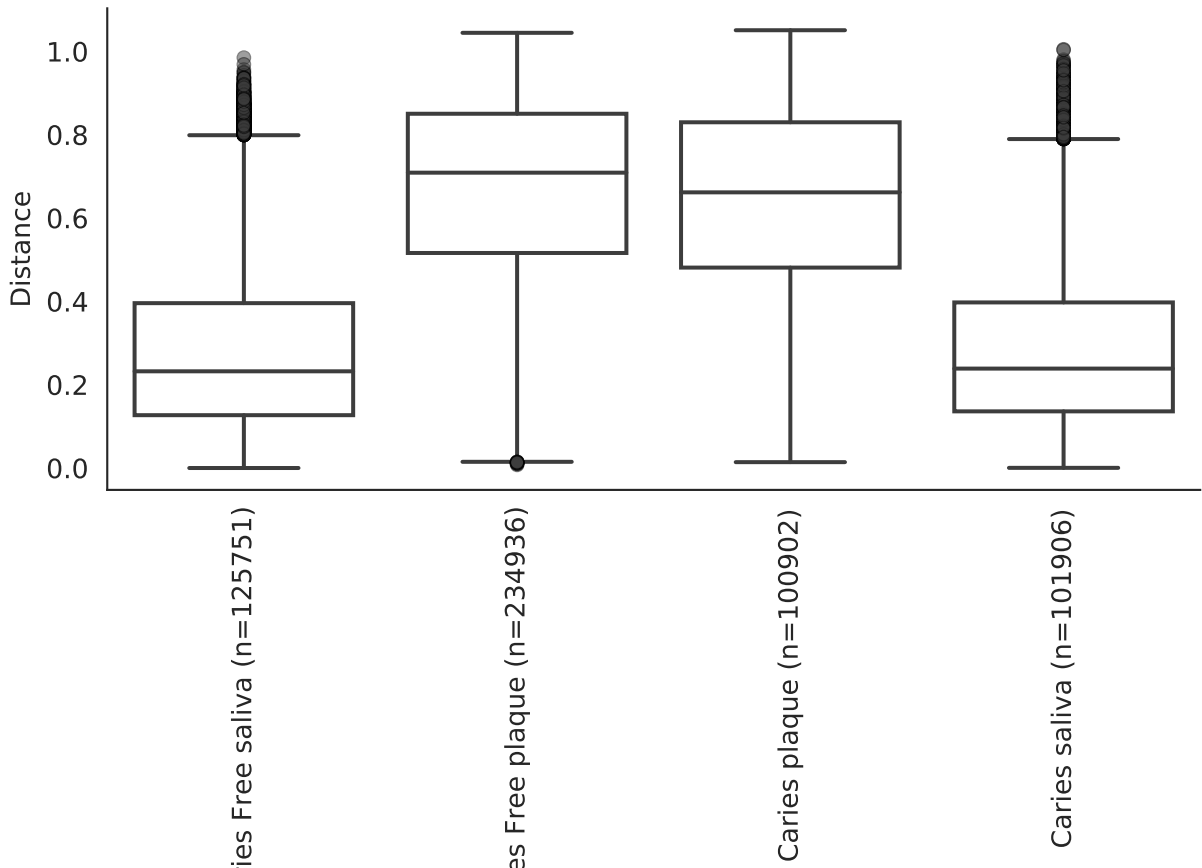 1.0
0.8
0.6
0.4
0.2
0.0
Distance
ies Free saliva (n=125751)
es Free plaque (n=234936)
Caries plaque (n=100902)
Caries saliva (n=101906)